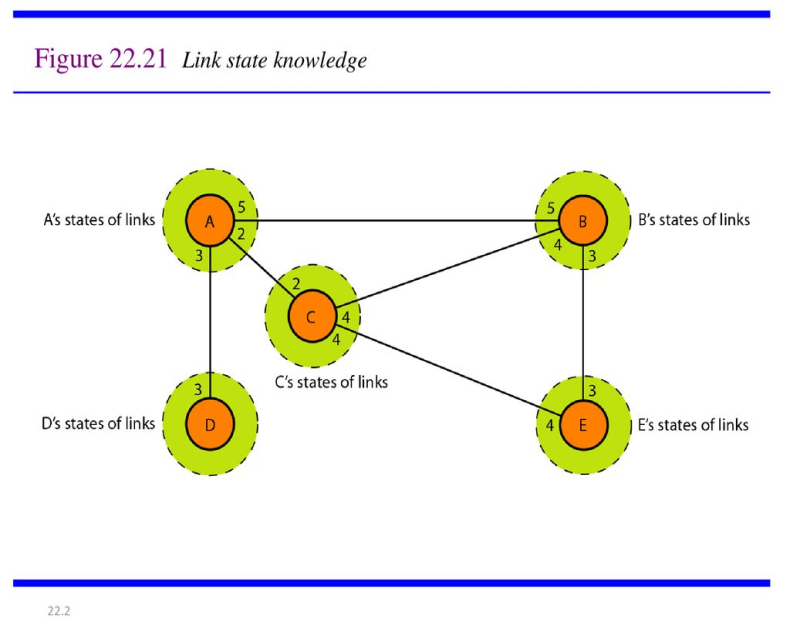 Figure 22.21 Link state knowledge
A's states of links
A
5
2
3
5
B
4
3
B's states of links
2
C
4
4
C's states of links
3
D
D's states of links
3
4
E
E's states of links
22.2